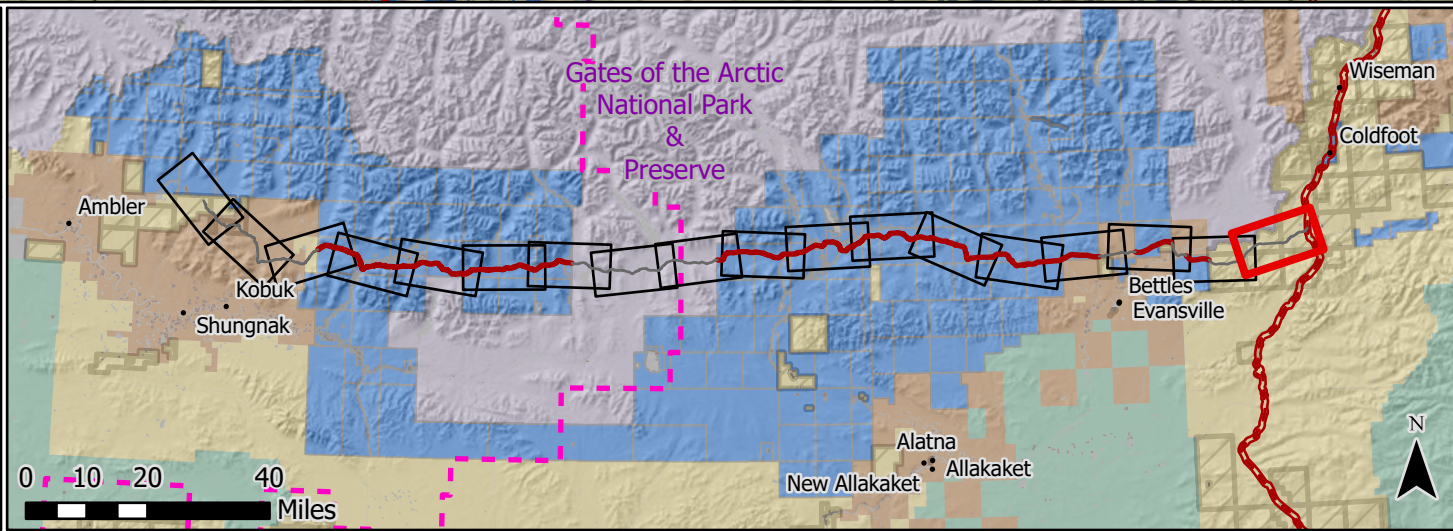 Gates of the Arctic
National Park
&
Preserve
Wiseman
Coldfoot
Ambler
Kobuk
Shungnak
Bettles
Evansville
Alatna
Allakaket
New Allakaket
N
0 10 20 40
Miles